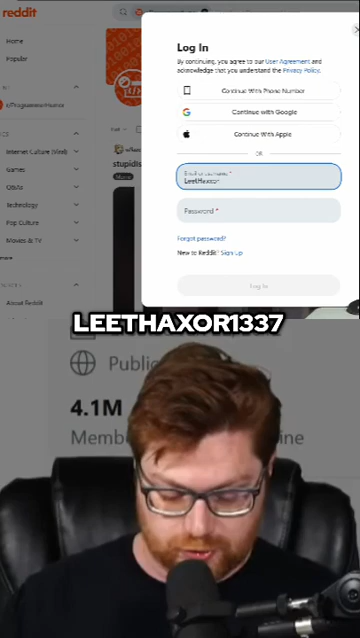 reddit
Log In
By continuing, you agree to our User Agreement and
acknowledge that you understand the Privacy Policy.
Home
Popular
Continue With Phone Number
Continue with Google
Continue With Apple
OR
Internet Culture (Viral)
Games
Q&As
Technology
Pop Culture
Movies & TV
LeetHaxor
Password *
Forgot password?
New to Reddit? Sign up
Log In
About Reddit
LEETHAXOR1337
Public
4.1M